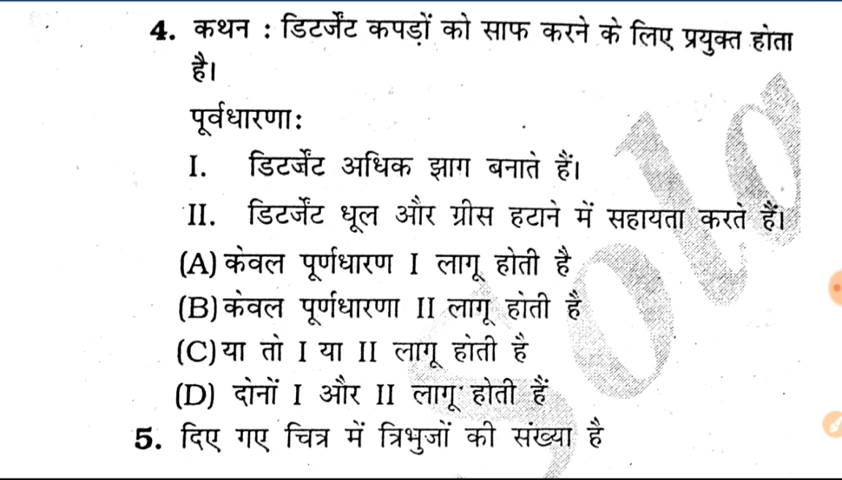 4. कथन : डिटर्जेंट कपड़ों को साफ करने के लिए प्रयुक्त होता
है।
पूर्वधारणा:
I. डिटर्जेंट अधिक झाग बनाते हैं।
II. डिटर्जेंट धूल और ग्रीस हटाने में सहायता करते हैं।
(A) केवल पूर्णधारण I लागू होती है
(B) केवल पूर्णधारणा II लागू होती है
(C) या तो I या II लागू होती है
(D) दोनों I और II लागू होती हैं
5. दिए गए चित्र में त्रिभुजों की संख्या है